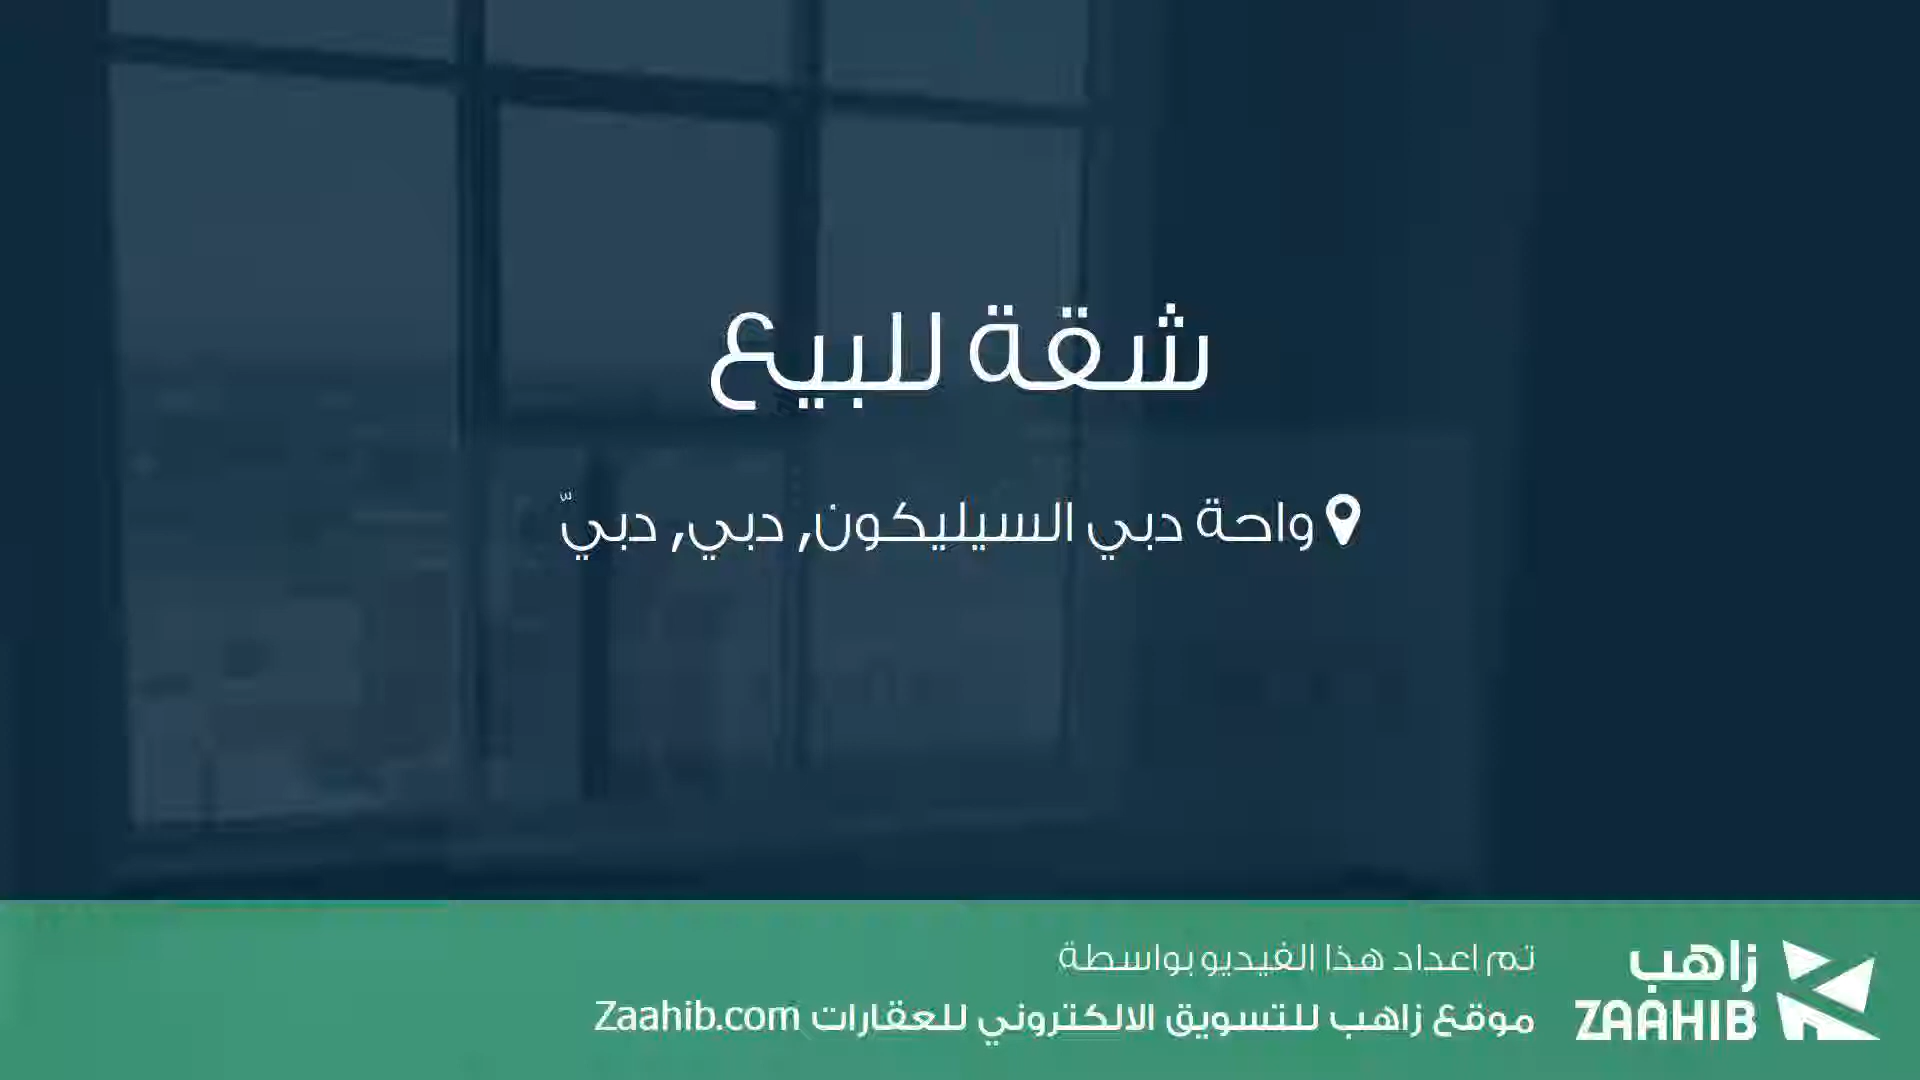 شقة للبيع
واحة دبي السيليكون, دبي, دبيّ
تم اعداد هذا الفيديو بواسطة
موقع زاهب للتسويق الالكتروني للعقارات Zaahib.com
زاهب
ZAAHIB